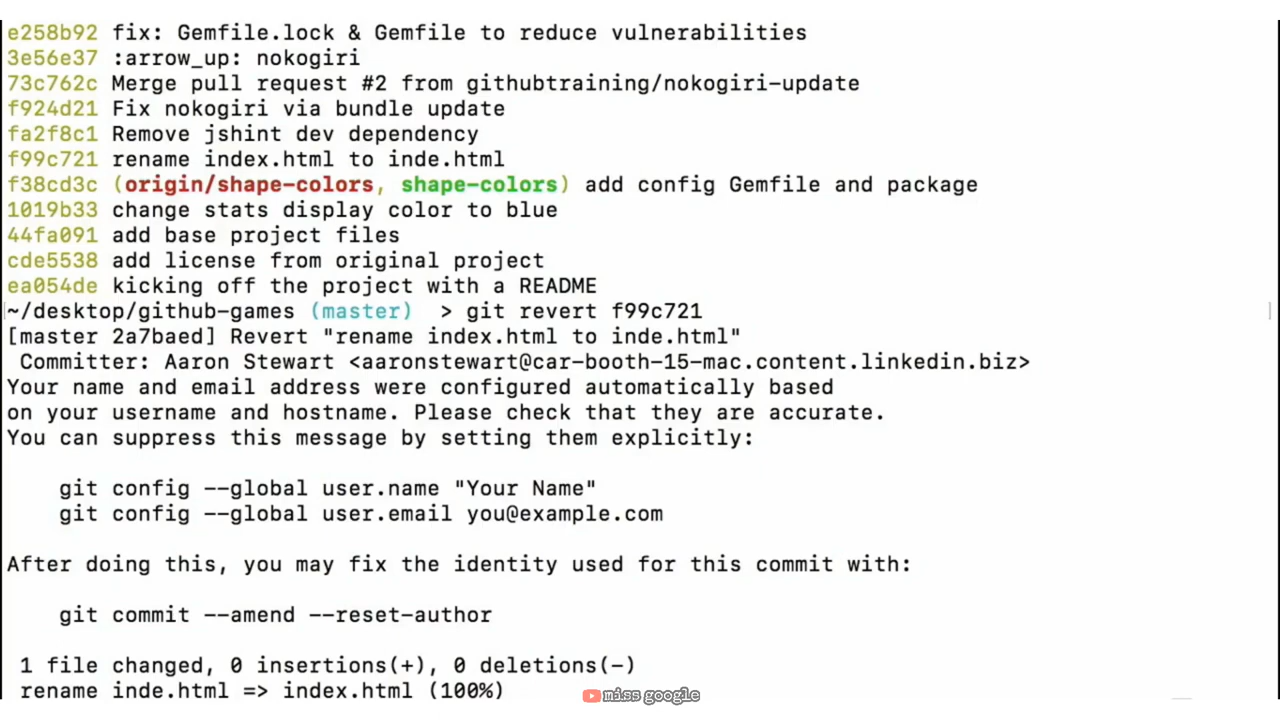 e258b92 fix: Gemfile.lock & Gemfile to reduce vulnerabilities
3e56e37 :arrow_up: nokogiri
73c762c Merge pull request #2 from githubtraining/nokogiri-update
f924d21 Fix nokogiri via bundle update
fa2f8c1 Remove jshint dev dependency
f99c721 rename index.html to inde.html
f38cd3c (origin/shape-colors, shape-colors) add config Gemfile and package
1019b33 change stats display color to blue
44fa091 add base project files
cde5538 add license from original project
ea054de kicking off the project with a README
~/desktop/github-games (master)  > git revert f99c721
[master 2a7baed] Revert "rename index.html to inde.html"
 Committer: Aaron Stewart <aaronstewart@car-booth-15-mac.content.linkedin.biz>
Your name and email address were configured automatically based
on your username and hostname. Please check that they are accurate.
You can suppress this message by setting them explicitly:

    git config --global user.name "Your Name"
    git config --global user.email you@example.com

After doing this, you may fix the identity used for this commit with:

    git commit --amend --reset-author

 1 file changed, 0 insertions(+), 0 deletions(-)
 rename inde.html => index.html (100%)
miss google